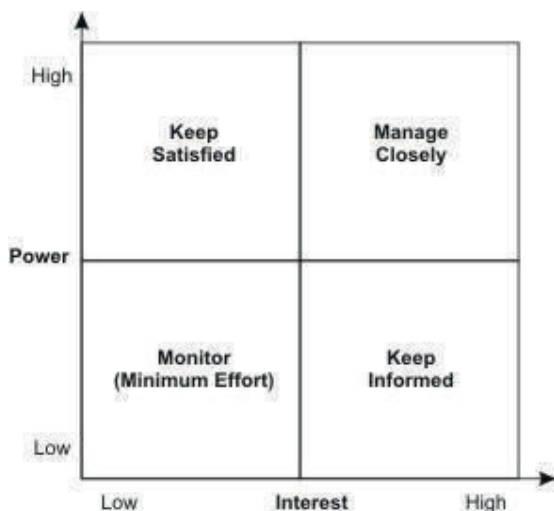 High
Keep
Satisfied
Manage
Closely
Power
Monitor
(Minimum Effort)
Keep
Informed
Low
Low
Interest
High